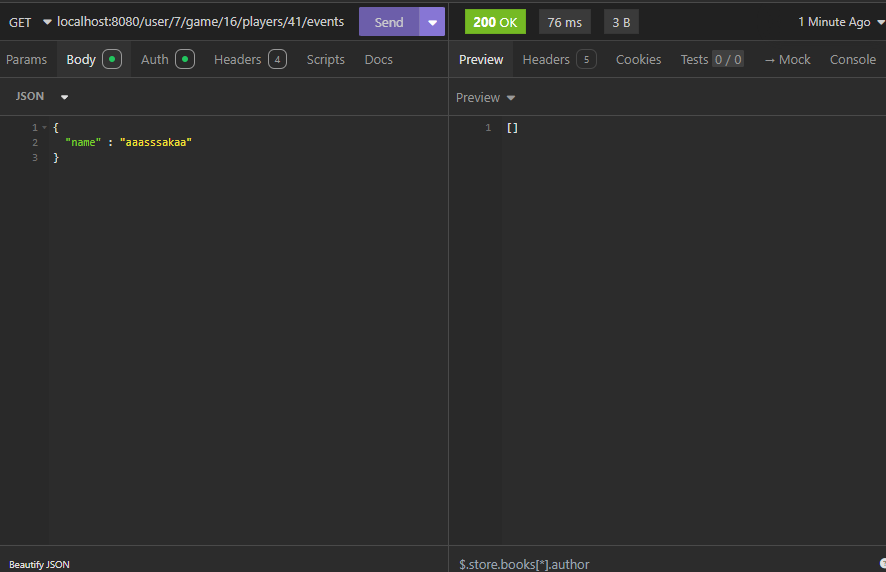 GET localhost:8080/user/7/game/16/players/41/events Send 200 OK 76 ms 3 B 1 Minute Ago
Params Body Auth Headers 4 Scripts Docs Preview Headers 5 Cookies Tests 0 / 0 → Mock Console
JSON Preview
1 { 1 []
2 "name" : "aaasssakaa"
3 }
Beautify JSON $.store.books[*].author